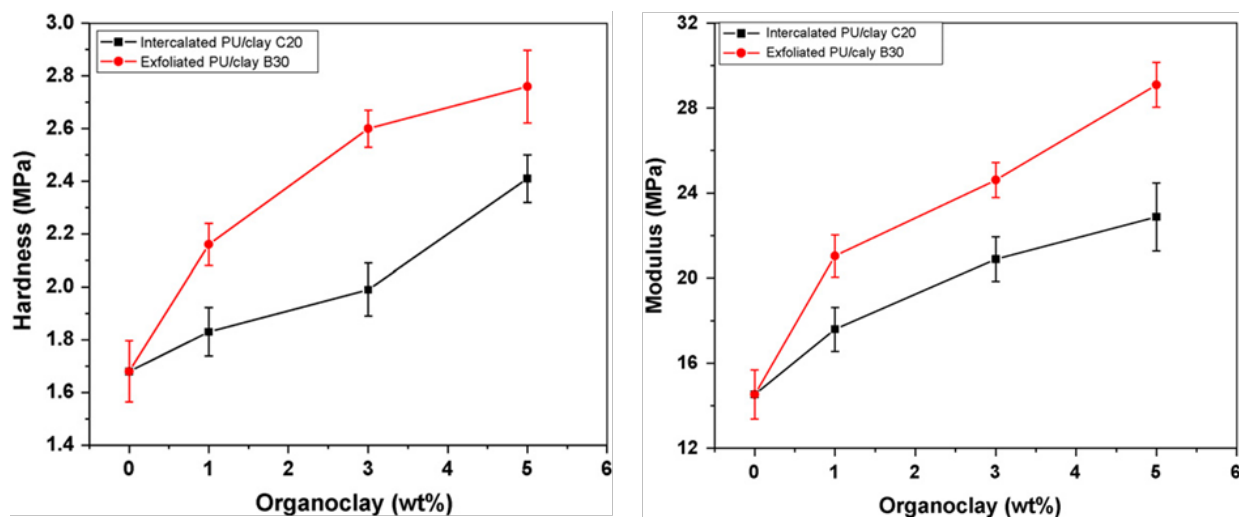 Intercalated PU/clay C20
Exfoliated PU/clay B30
Hardness (MPa)
3.0
2.8
2.6
2.4
2.2
2.0
1.8
1.6
1.4
0 1 2 3 4 5 6
Organoclay (wt%)
Intercalated PU/clay C20
Exfoliated PU/caly B30
Modulus (MPa)
32
28
24
20
16
12
0 1 2 3 4 5 6
Organoclay (wt%)